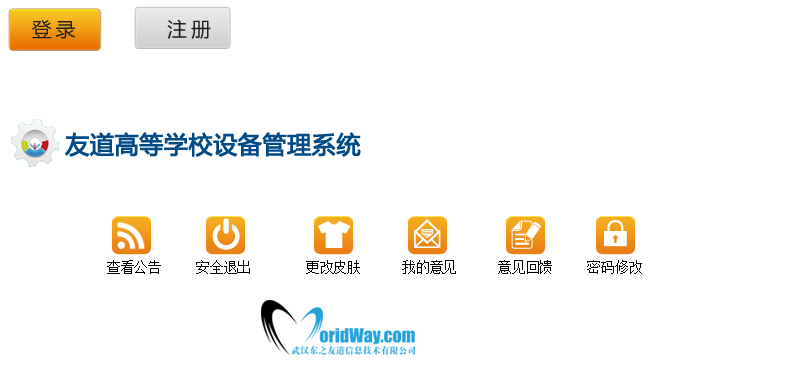 登录 注册
友道高等学校设备管理系统
查看公告 安全退出 更改皮肤 我的意见 意见回馈 密码修改
oridWay.com
武汉东之友道信息技术有限公司